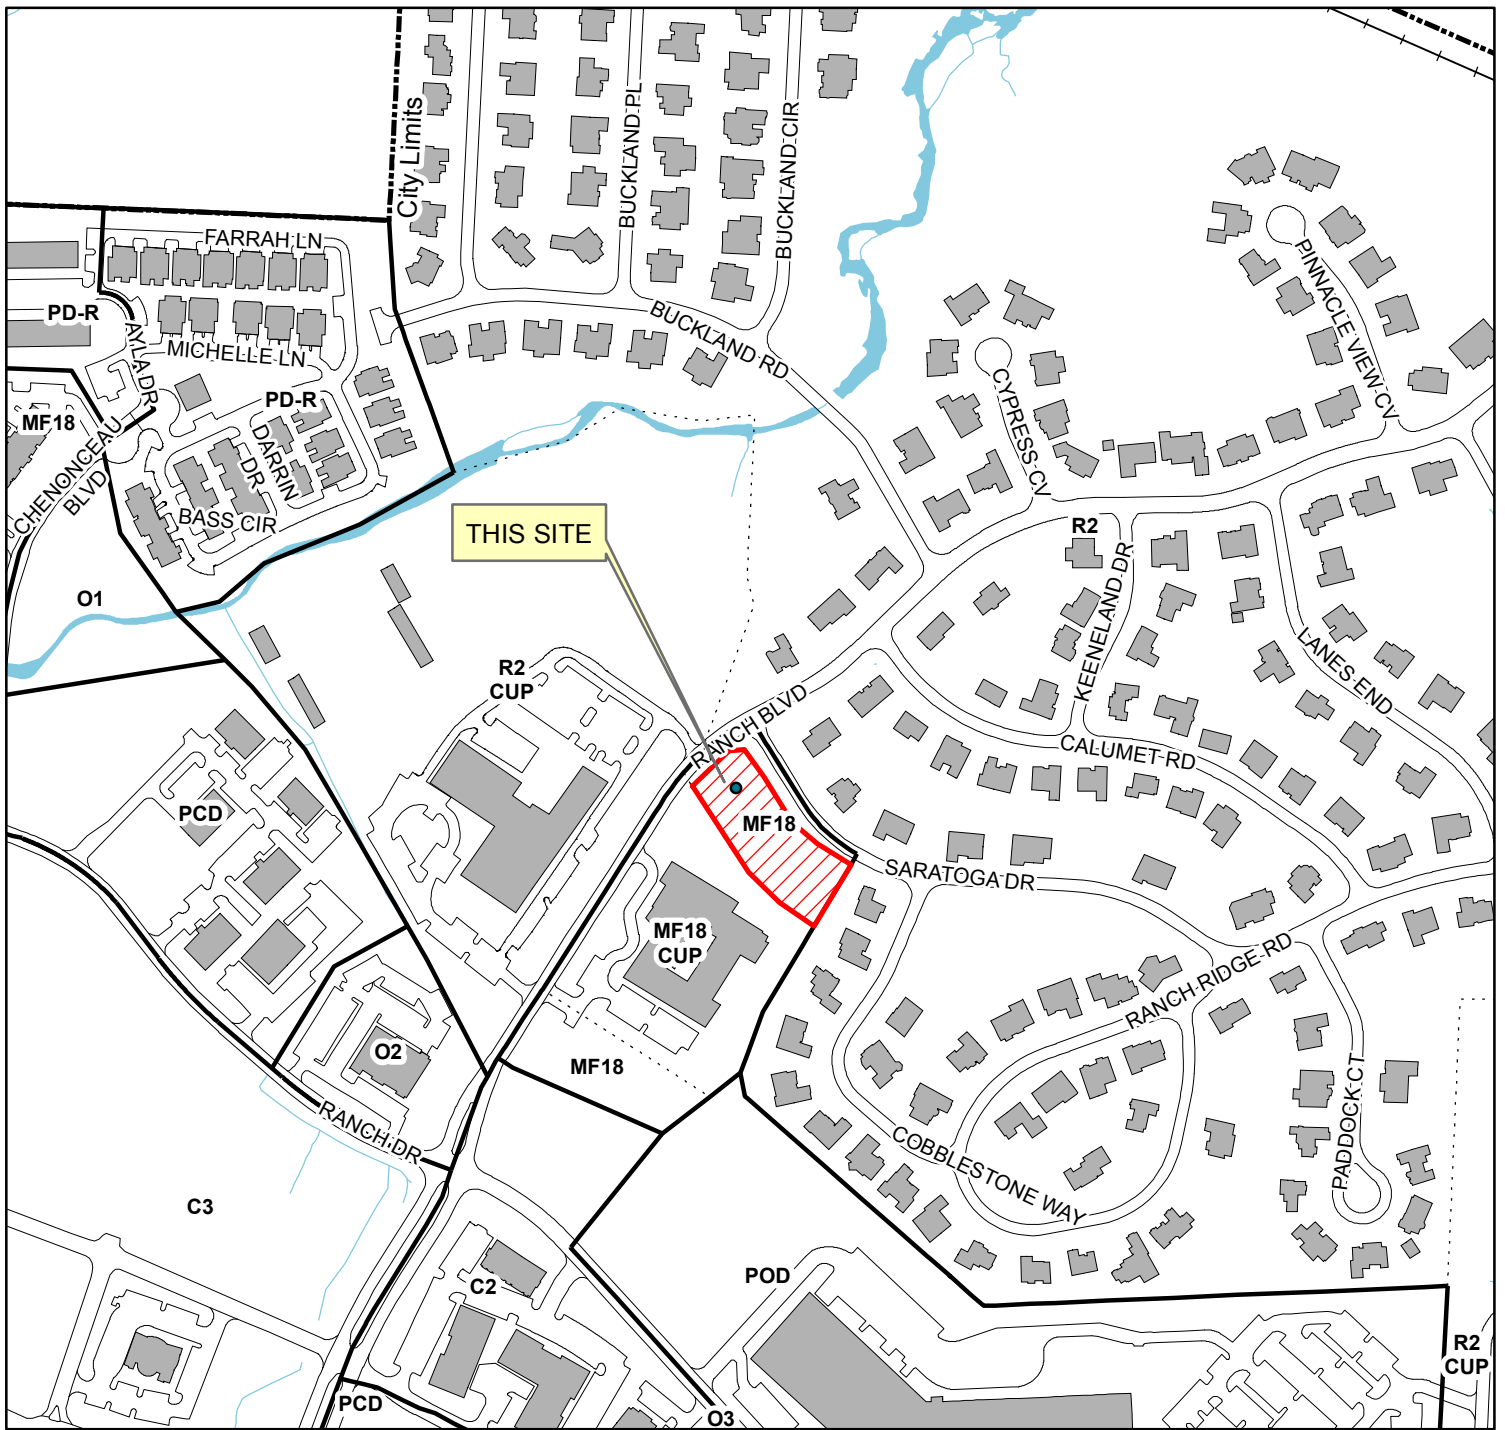 City Limits
BUCKLAND PL
BUCKLAND CIR
FARRAH LN
PINNACLE VIEW CV
PD-R
AYLA DR
MICHELLE LN
BUCKLAND RD
CYPRESS CV
MF18
PD-R
DARRIN
DR
CHENONCEAU
BLVD
BASS CIR
THIS SITE
R2
KEENELAND DR
O1
LANES END
R2
CUP
RANCH BLVD
CALUMET RD
PCD
MF18
SARATOGA DR
MF18
CUP
RANCH RIDGE RD
O2
MF18
PADDOCK CT
RANCH DR
COBBLESTONE WAY
C3
POD
C2
R2
CUP
PCD
O3